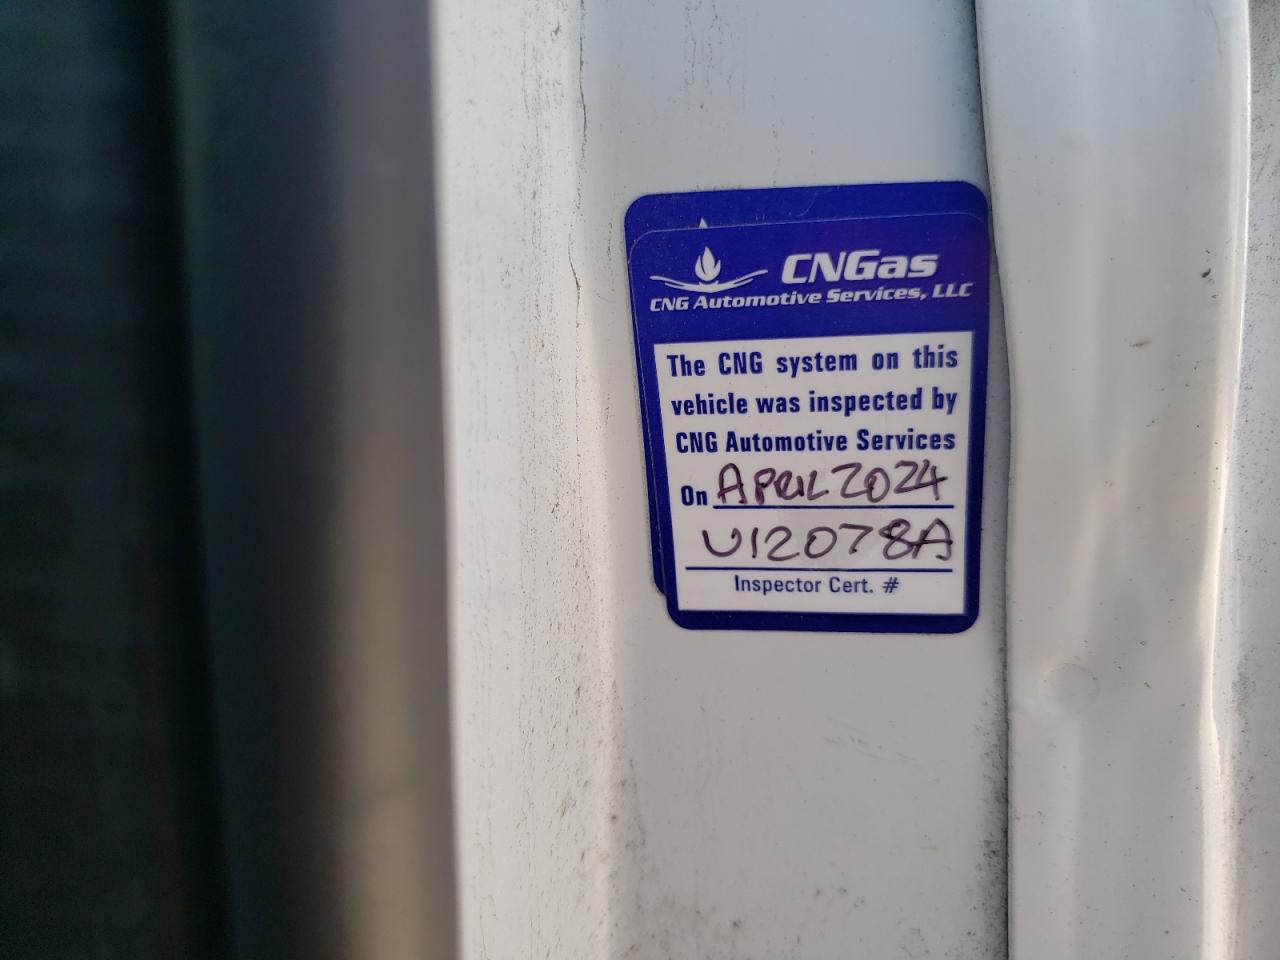 CNGas
CNG Automotive Services, LLC
The CNG system on this
vehicle was inspected by
CNG Automotive Services
On APRIL 2024
U12078A
Inspector Cert. #